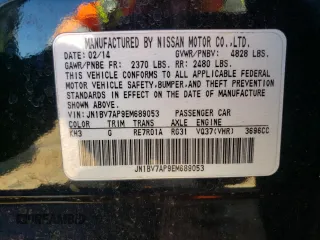 MANUFACTURED BY NISSAN MOTOR CO.,LTD.
DATE: 02/14 GVWR/PNBV: 4828 LBS.
GAWR/PNBE FR: 2370 LBS. RR: 2480 LBS.
THIS VEHICLE CONFORMS TO ALL APPLICABLE FEDERAL
MOTOR VEHICLE SAFETY,BUMPER,AND THEFT PREVENTION
STANDARDS IN EFFECT ON THE DATE OF MANUFACTURE
SHOWN ABOVE.
VIN: JN1BV7AP9EM689053 PASSENGER CAR
COLOR TRIM TRANS AXLE ENGINE
KH3 G RE7R01A RG31 VQ37(VHR) 3696CC
JN1BV7AP9EM689053